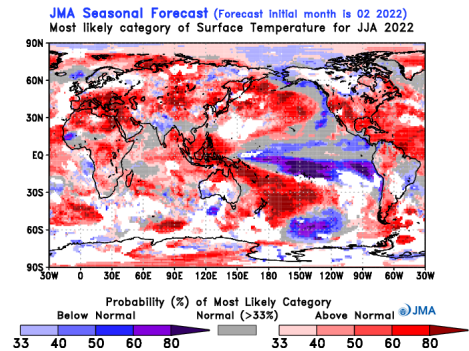 JMA Seasonal Forecast (Forecast initial month is 02 2022)
Most likely category of Surface Temperature for JJA 2022
90N
60N
30N
EQ
30S
60S
90S
30W 0 30E 60E 90E 120E 150E 180 150W 120W 90W 60W 30W
Probability (%) of Most Likely Category
Below Normal Normal (>33%) Above Normal JMA
33 40 50 60 80 33 40 50 60 80